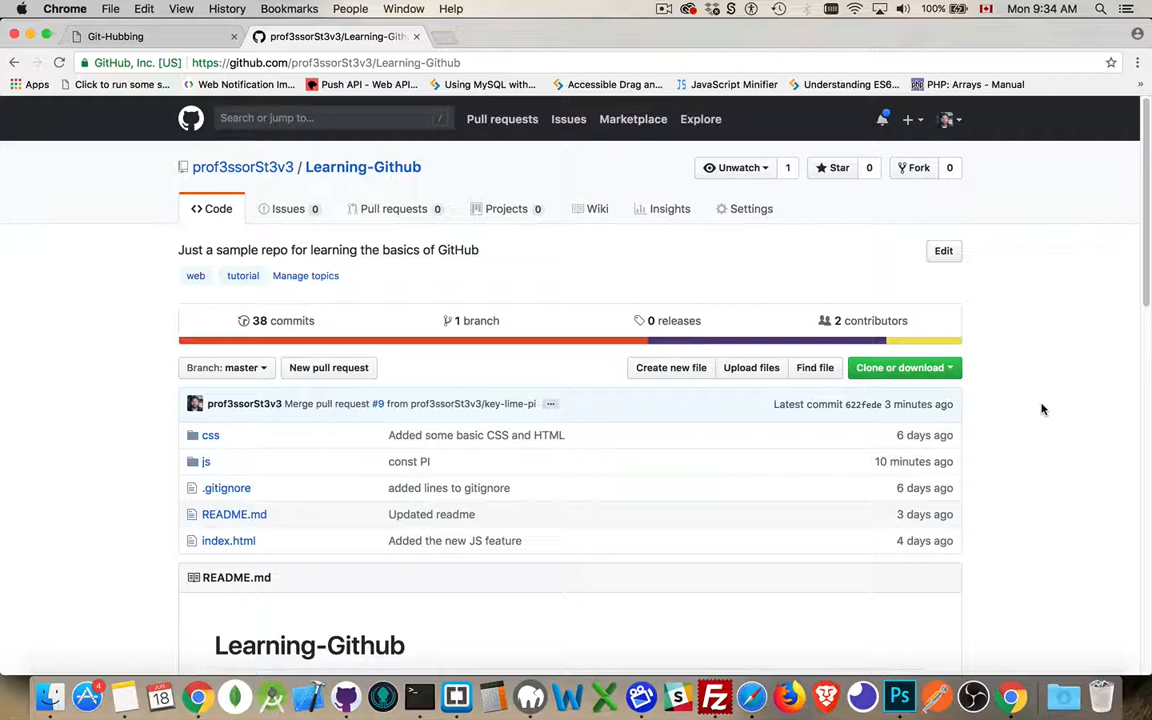 Chrome File Edit View History Bookmarks People Window Help 100% Mon 9:34 AM
Git-Hubbing
prof3ssorSt3v3/Learning-Gith
GitHub, Inc. [US] https://github.com/prof3ssorSt3v3/Learning-Github
Apps Click to run some s... Web Notification Im... Push API - Web API... Using MySQL with... Accessible Drag an... JavaScript Minifier Understanding ES6... PHP: Arrays - Manual »
Search or jump to... / Pull requests Issues Marketplace Explore
prof3ssorSt3v3 / Learning-Github Unwatch 1 Star 0 Fork 0
Code Issues 0 Pull requests 0 Projects 0 Wiki Insights Settings
Just a sample repo for learning the basics of GitHub Edit
web tutorial Manage topics
38 commits 1 branch 0 releases 2 contributors
Branch: master New pull request Create new file Upload files Find file Clone or download
prof3ssorSt3v3 Merge pull request #9 from prof3ssorSt3v3/key-lime-pi ... Latest commit 622fede 3 minutes ago
css Added some basic CSS and HTML 6 days ago
js const PI 10 minutes ago
.gitignore added lines to gitignore 6 days ago
README.md Updated readme 3 days ago
index.html Added the new JS feature 4 days ago
README.md
Learning-Github
4 JUN 18 W X S FZ Ps